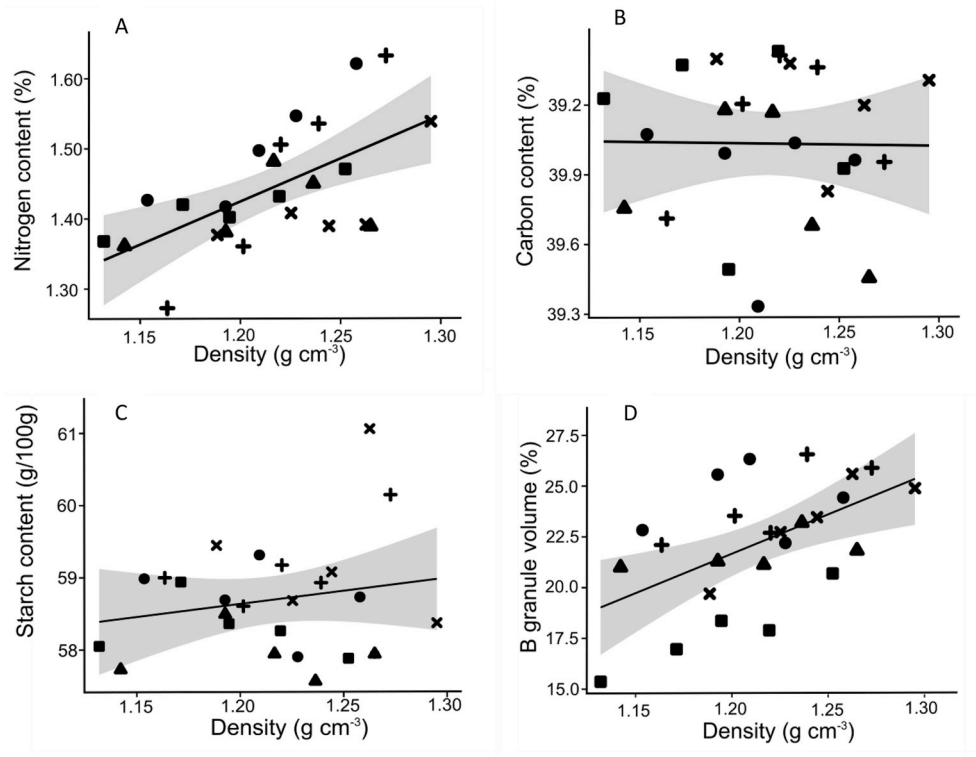 A
Nitrogen content (%)
1.60
1.50
1.40
1.30
1.15
1.20
1.25
1.30
Density (g cm-3)
B
Carbon content (%)
39.2
39.9
39.6
39.3
1.15
1.20
1.25
1.30
Density (g cm-3)
C
Starch content (g/100g)
61
60
59
58
1.15
1.20
1.25
1.30
Density (g cm-3)
D
B granule volume (%)
27.5
25.0
22.5
20.0
17.5
15.0
1.15
1.20
1.25
1.30
Density (g cm-3)